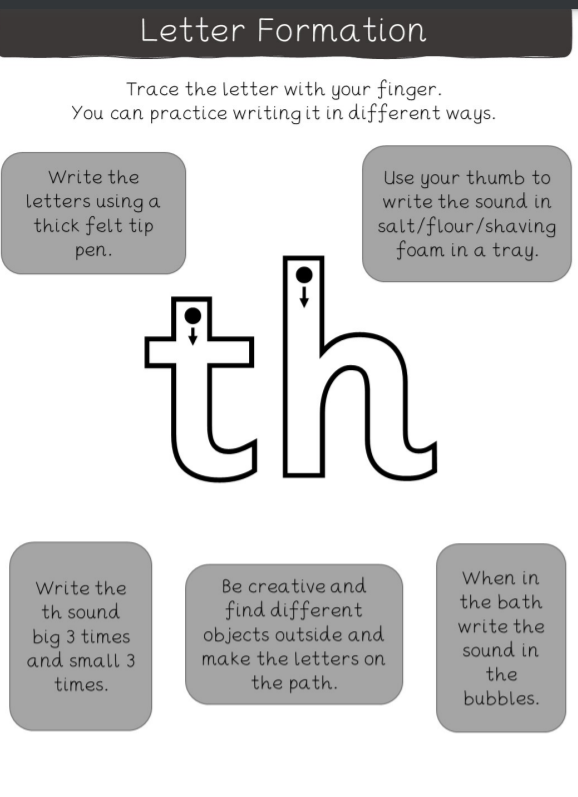 Letter Formation
Trace the letter with your finger.
You can practice writing it in different ways.
Write the
letters using a
thick felt tip
pen.
Use your thumb to
write the sound in
salt/flour/shaving
foam in a tray.
th
Write the
th sound
big 3 times
and small 3
times.
Be creative and
find different
objects outside and
make the letters on
the path.
When in
the bath
write the
sound in
the
bubbles.